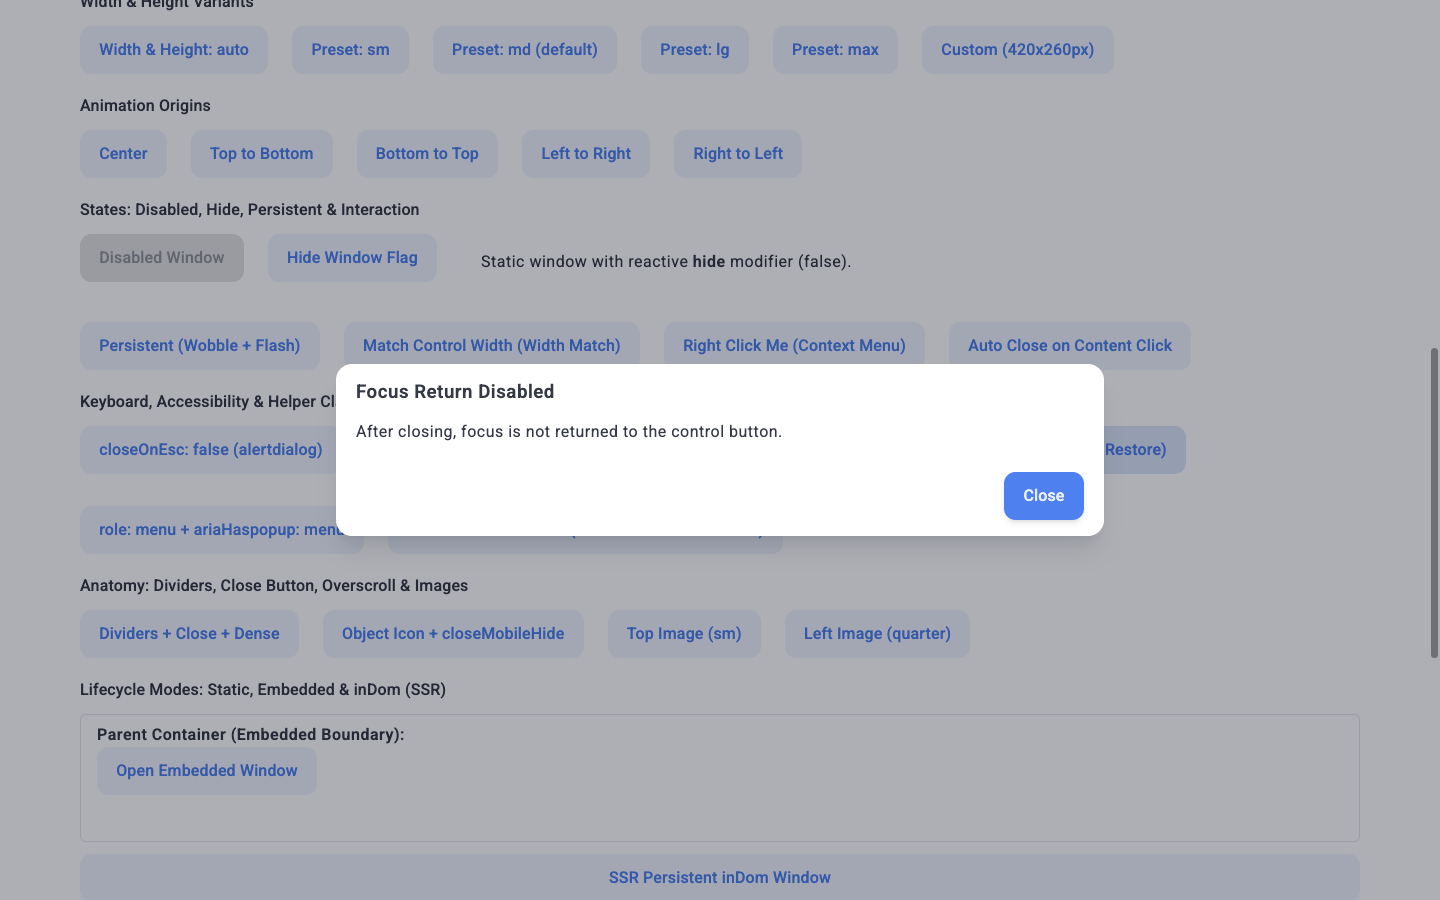 Width & Height Variants
Width & Height: auto
Preset: sm
Preset: md (default)
Preset: lg
Preset: max
Custom (420x260px)
Animation Origins
Center
Top to Bottom
Bottom to Top
Left to Right
Right to Left
States: Disabled, Hide, Persistent & Interaction
Disabled Window
Hide Window Flag
Static window with reactive hide modifier (false).
Persistent (Wobble + Flash)
Match Control Width (Width Match)
Right Click Me (Context Menu)
Auto Close on Content Click
Keyboard, Accessibility & Helper
closeOnEsc: false (alertdialog)
Restore)
Focus Return Disabled
After closing, focus is not returned to the control button.
Close
role: menu + ariaHaspopup: menu
Anatomy: Dividers, Close Button, Overscroll & Images
Dividers + Close + Dense
Object Icon + closeMobileHide
Top Image (sm)
Left Image (quarter)
Lifecycle Modes: Static, Embedded & inDom (SSR)
Parent Container (Embedded Boundary):
Open Embedded Window
SSR Persistent inDom Window